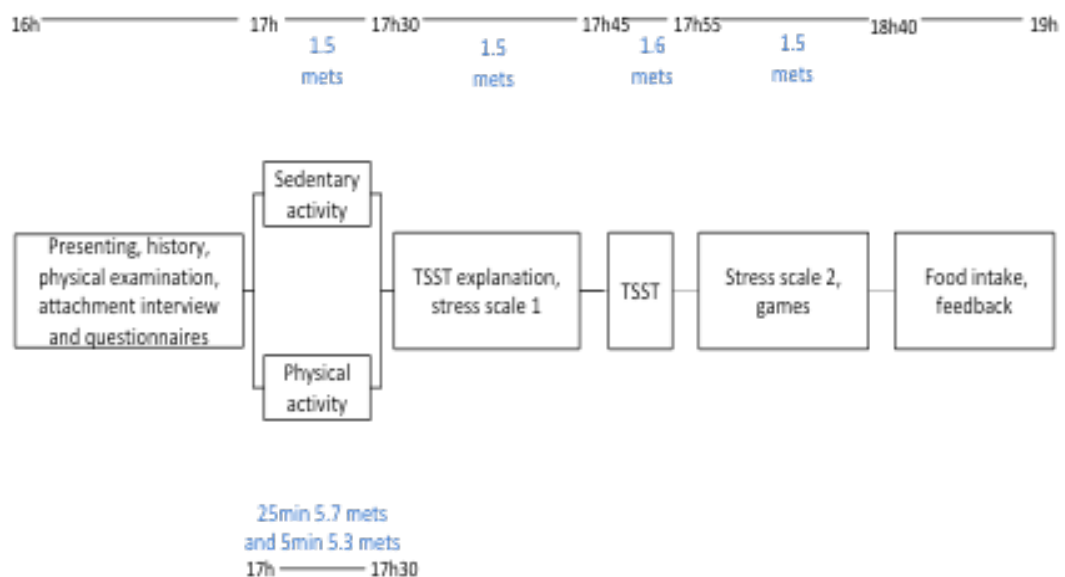 16h 17h 17h30 17h45 17h55 18h40 19h
1.5
mets
1.5
mets
1.6
mets
1.5
mets
Sedentary
activity
Presenting, history,
physical examination,
attachment interview
and questionnaires
TSST explanation,
stress scale 1
TSST
Stress scale 2,
games
Food intake,
feedback
Physical
activity
25min 5.7 mets
and 5min 5.3 mets
17h 17h30